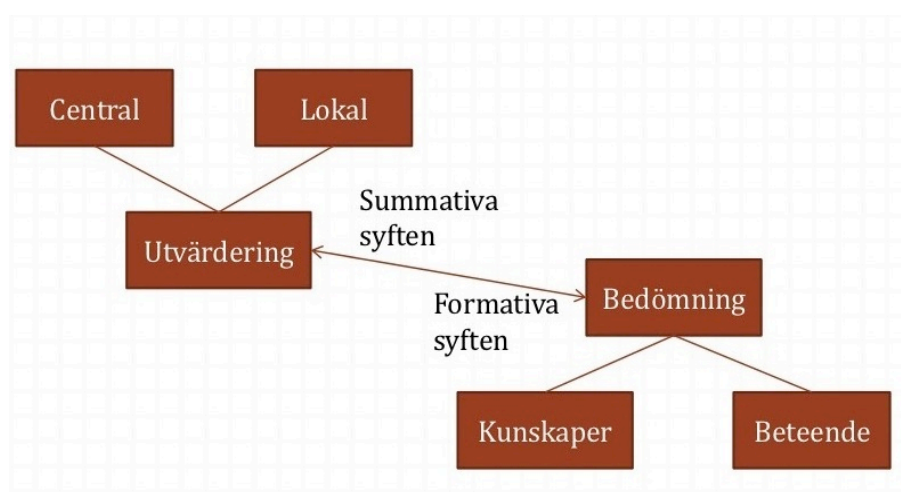 Central
Lokal
Summativa
syften
Utvärdering
Formativa
syften
Bedömning
Kunskaper
Beteende